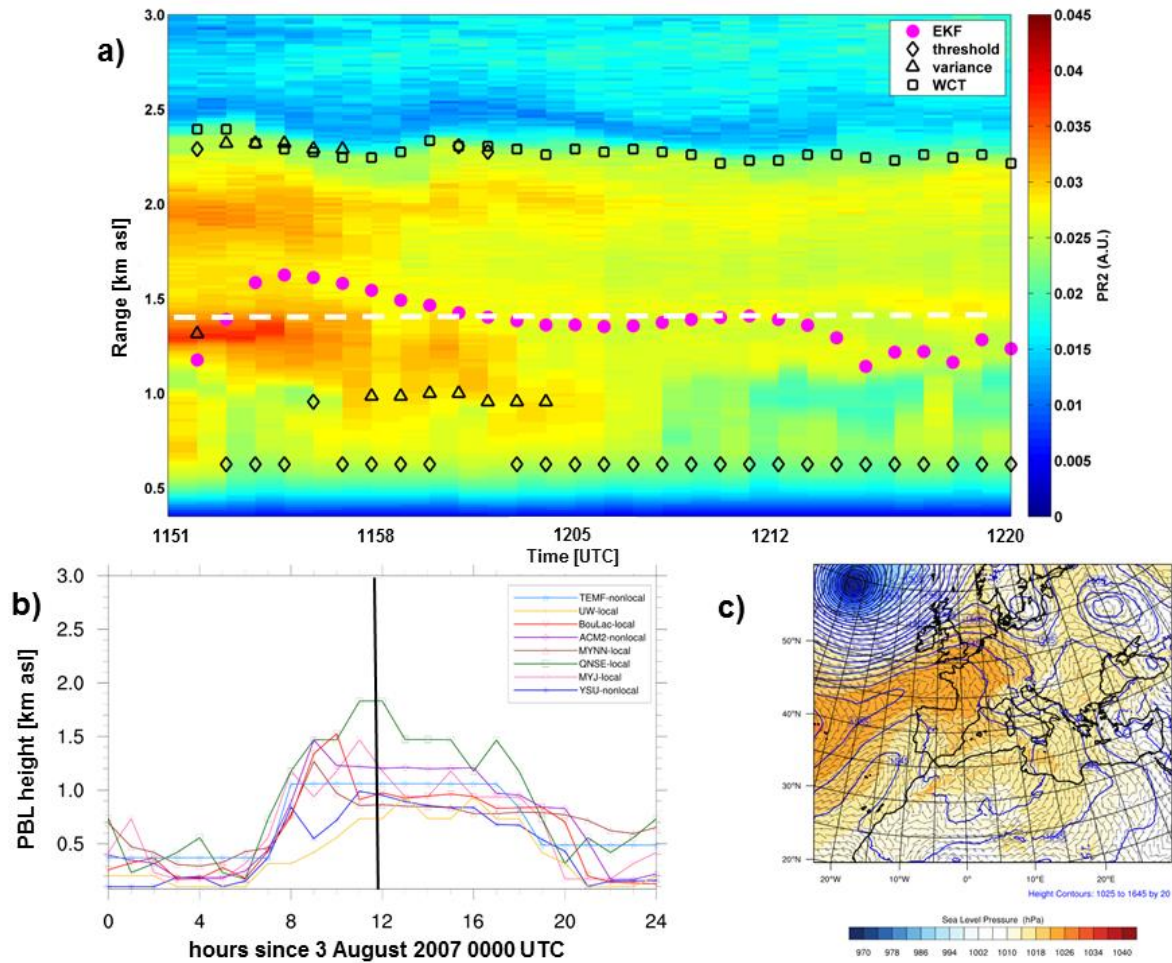 a)
3.0
2.5
2.0
1.5
1.0
0.5
Range [km asl]
EKF
threshold
variance
WCT
1151
1158
1205
1212
1220
Time [UTC]
0.045
0.04
0.035
0.03
0.025
0.02
0.015
0.01
0.005
0
PR2 (A.U.)
b)
3.0
2.5
2.0
1.5
1.0
0.5
PBL height [km asl]
TEMF-nonlocal
UW-local
BouLac-local
ACM2-nonlocal
MYNN-local
QNSE-local
MYJ-local
YSU-nonlocal
0
4
8
12
16
20
24
hours since 3 August 2007 0000 UTC
c)
50°N
40°N
30°N
20°N
20°W
10°W
0°
10°E
20°E
Height Contours: 1025 to 1645 by 20
Sea Level Pressure (hPa)
970 978 986 994 1002 1010 1018 1026 1034 1040